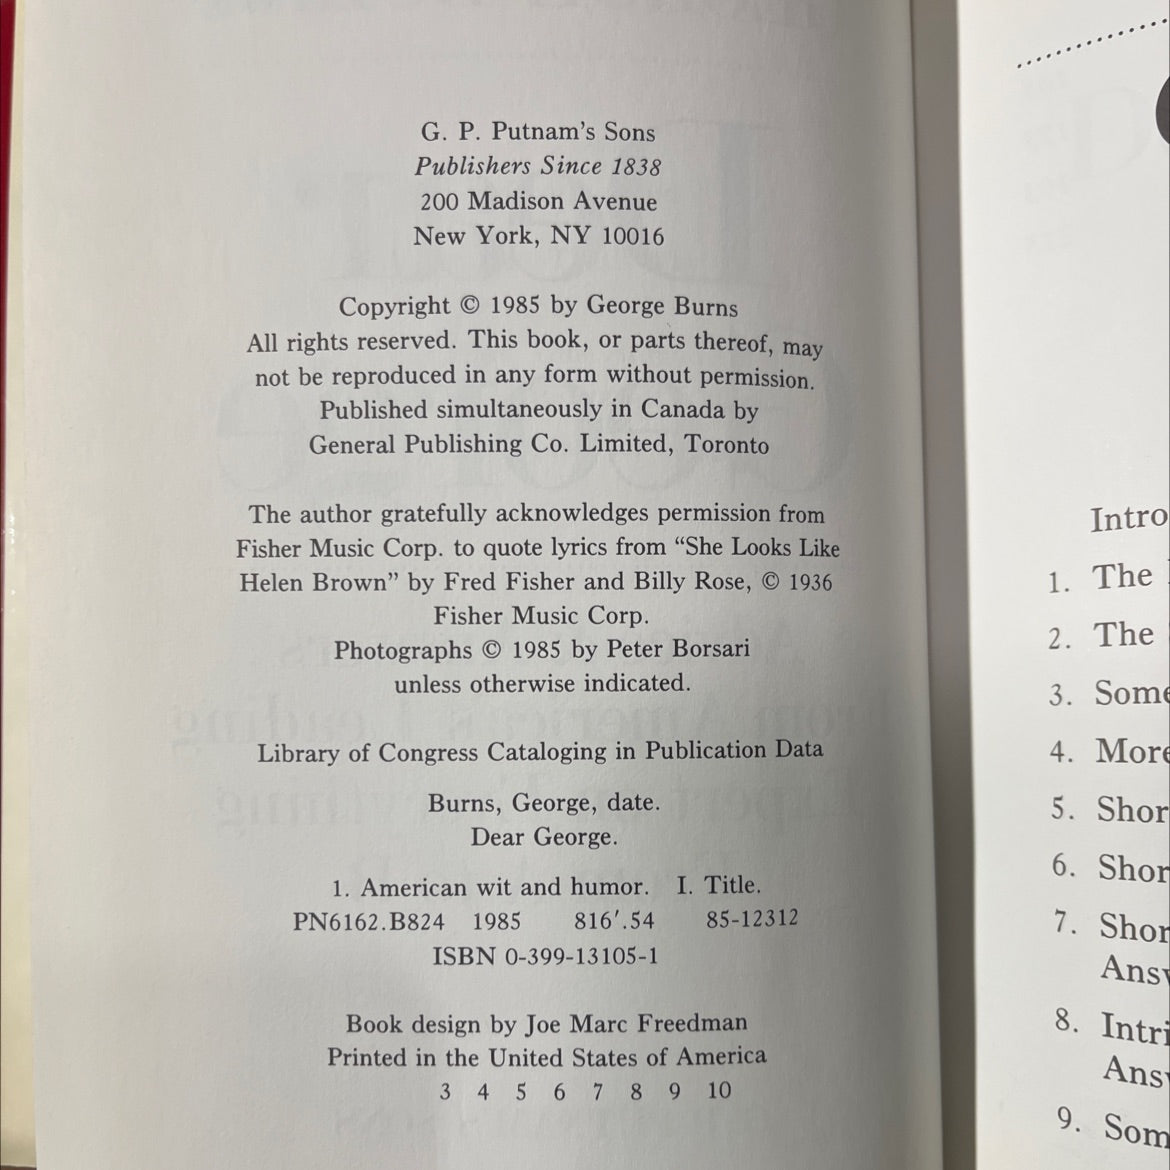 G. P. Putnam's Sons
Publishers Since 1838
200 Madison Avenue
New York, NY 10016
Copyright © 1985 by George Burns
All rights reserved. This book, or parts thereof, may
not be reproduced in any form without permission.
Published simultaneously in Canada by
General Publishing Co. Limited, Toronto
The author gratefully acknowledges permission from
Fisher Music Corp. to quote lyrics from “She Looks Like
Helen Brown” by Fred Fisher and Billy Rose, © 1936
Fisher Music Corp.
Photographs © 1985 by Peter Borsari
unless otherwise indicated.
Library of Congress Cataloging in Publication Data
Burns, George, date.
Dear George.
1. American wit and humor. I. Title.
PN6162.B824 1985 816′.54 85-12312
ISBN 0-399-13105-1
Book design by Joe Marc Freedman
Printed in the United States of America
3 4 5 6 7 8 9 10
Intro
1. The
2. The
3. Some
4. More
5. Shor
6. Shor
7. Shor
Ans
8. Intri
Ans
9. Som